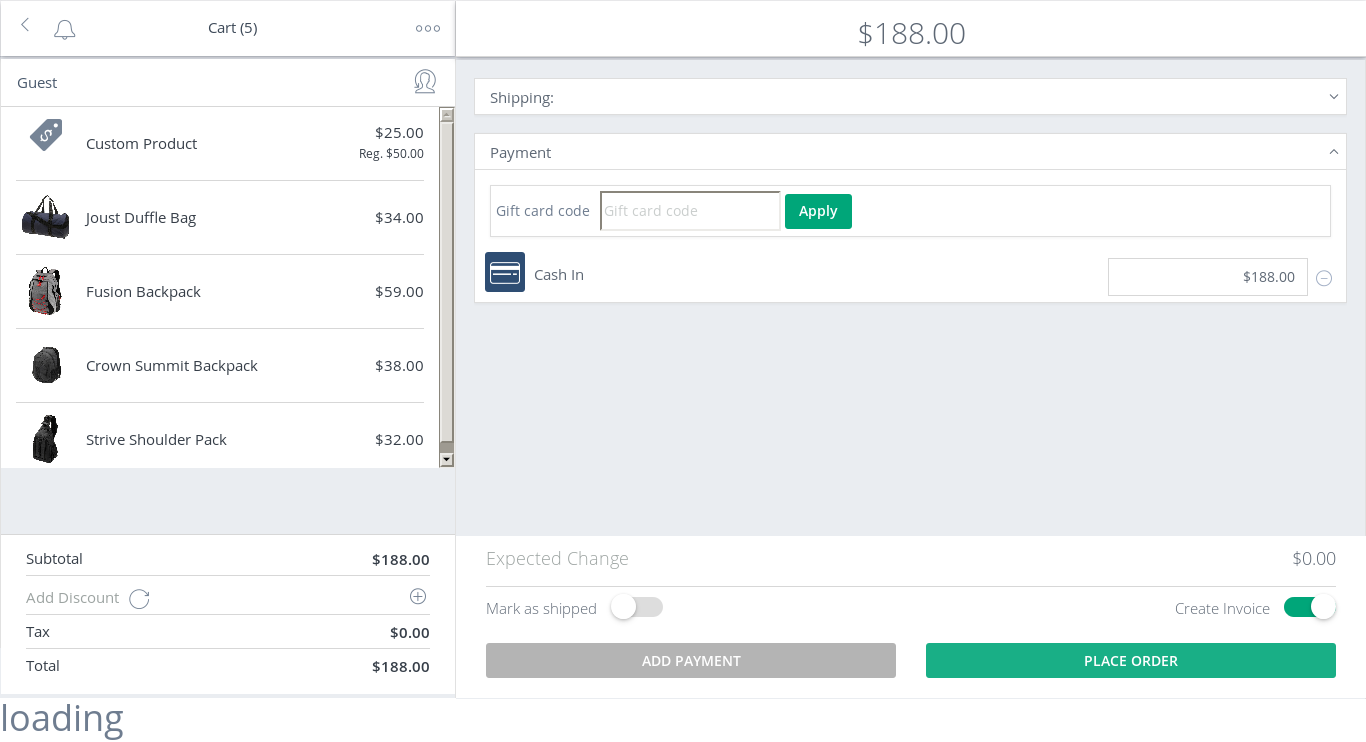 Cart (5)
$188.00
Guest
Custom Product
$25.00
Reg. $50.00
Joust Duffle Bag
$34.00
Fusion Backpack
$59.00
Crown Summit Backpack
$38.00
Strive Shoulder Pack
$32.00
Subtotal
$188.00
Add Discount
Tax
$0.00
Total
$188.00
Shipping:
Payment
Gift card code
Gift card code
Apply
Cash In
$188.00
Expected Change
$0.00
Mark as shipped
Create Invoice
ADD PAYMENT
PLACE ORDER
loading